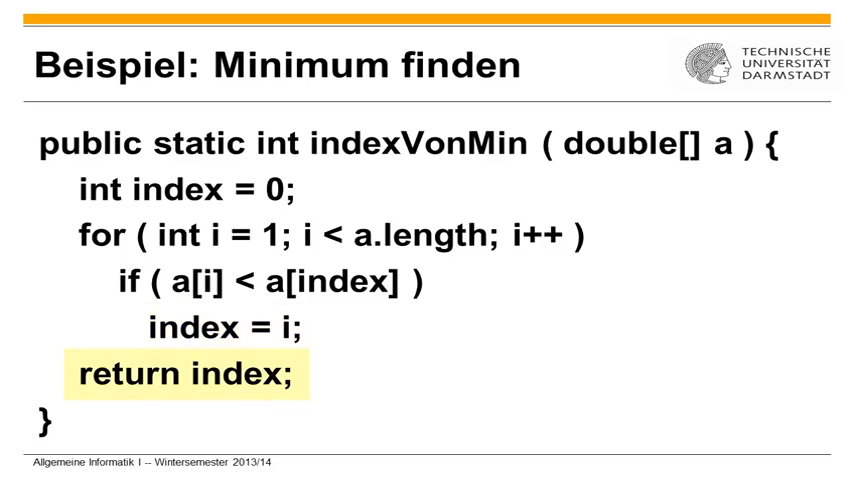 Beispiel: Minimum finden
TECHNISCHE
UNIVERSITÄT
DARMSTADT
public static int indexVonMin ( double[] a ) {
int index = 0;
for ( int i = 1; i < a.length; i++ )
if ( a[i] < a[index] )
index = i;
return index;
}
Allgemeine Informatik I -- Wintersemester 2013/14